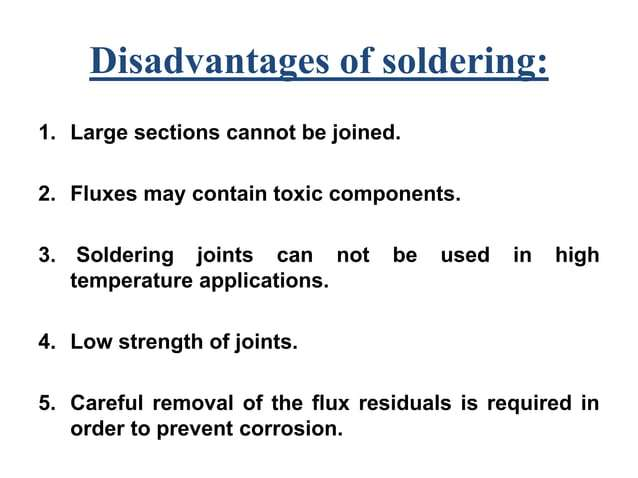 Disadvantages of soldering:
1. Large sections cannot be joined.
2. Fluxes may contain toxic components.
3. Soldering joints can not be used in high
temperature applications.
4. Low strength of joints.
5. Careful removal of the flux residuals is required in
order to prevent corrosion.